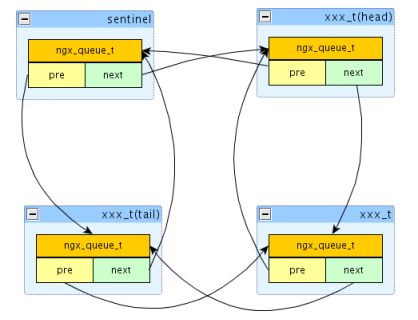 sentinel
ngx_queue_t
pre next
xxx_t(head)
ngx_queue_t
pre next
xxx_t(tail)
ngx_queue_t
pre next
xxx_t
ngx_queue_t
pre next